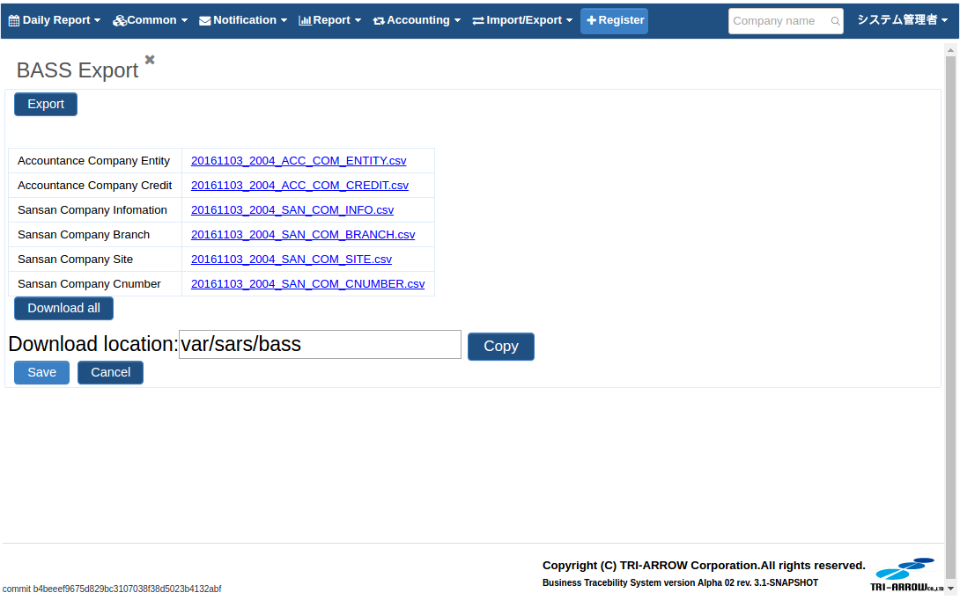 Daily Report Common Notification Report Accounting Import/Export Register Company name システム管理者
BASS Export
Export
Accountance Company Entity 20161103_2004_ACC_COM_ENTITY.csv
Accountance Company Credit 20161103_2004_ACC_COM_CREDIT.csv
Sansan Company Infomation 20161103_2004_SAN_COM_INFO.csv
Sansan Company Branch 20161103_2004_SAN_COM_BRANCH.csv
Sansan Company Site 20161103_2004_SAN_COM_SITE.csv
Sansan Company Cnumber 20161103_2004_SAN_COM_CNUMBER.csv
Download all
Download location: var/sars/bass Copy
Save Cancel
Copyright (C) TRI-ARROW Corporation.All rights reserved.
Business Tracebility System version Alpha 02 rev. 3.1-SNAPSHOT
TRI-ARROW
commit b4beeef9675d829bc3107038f38d5023b4132abf